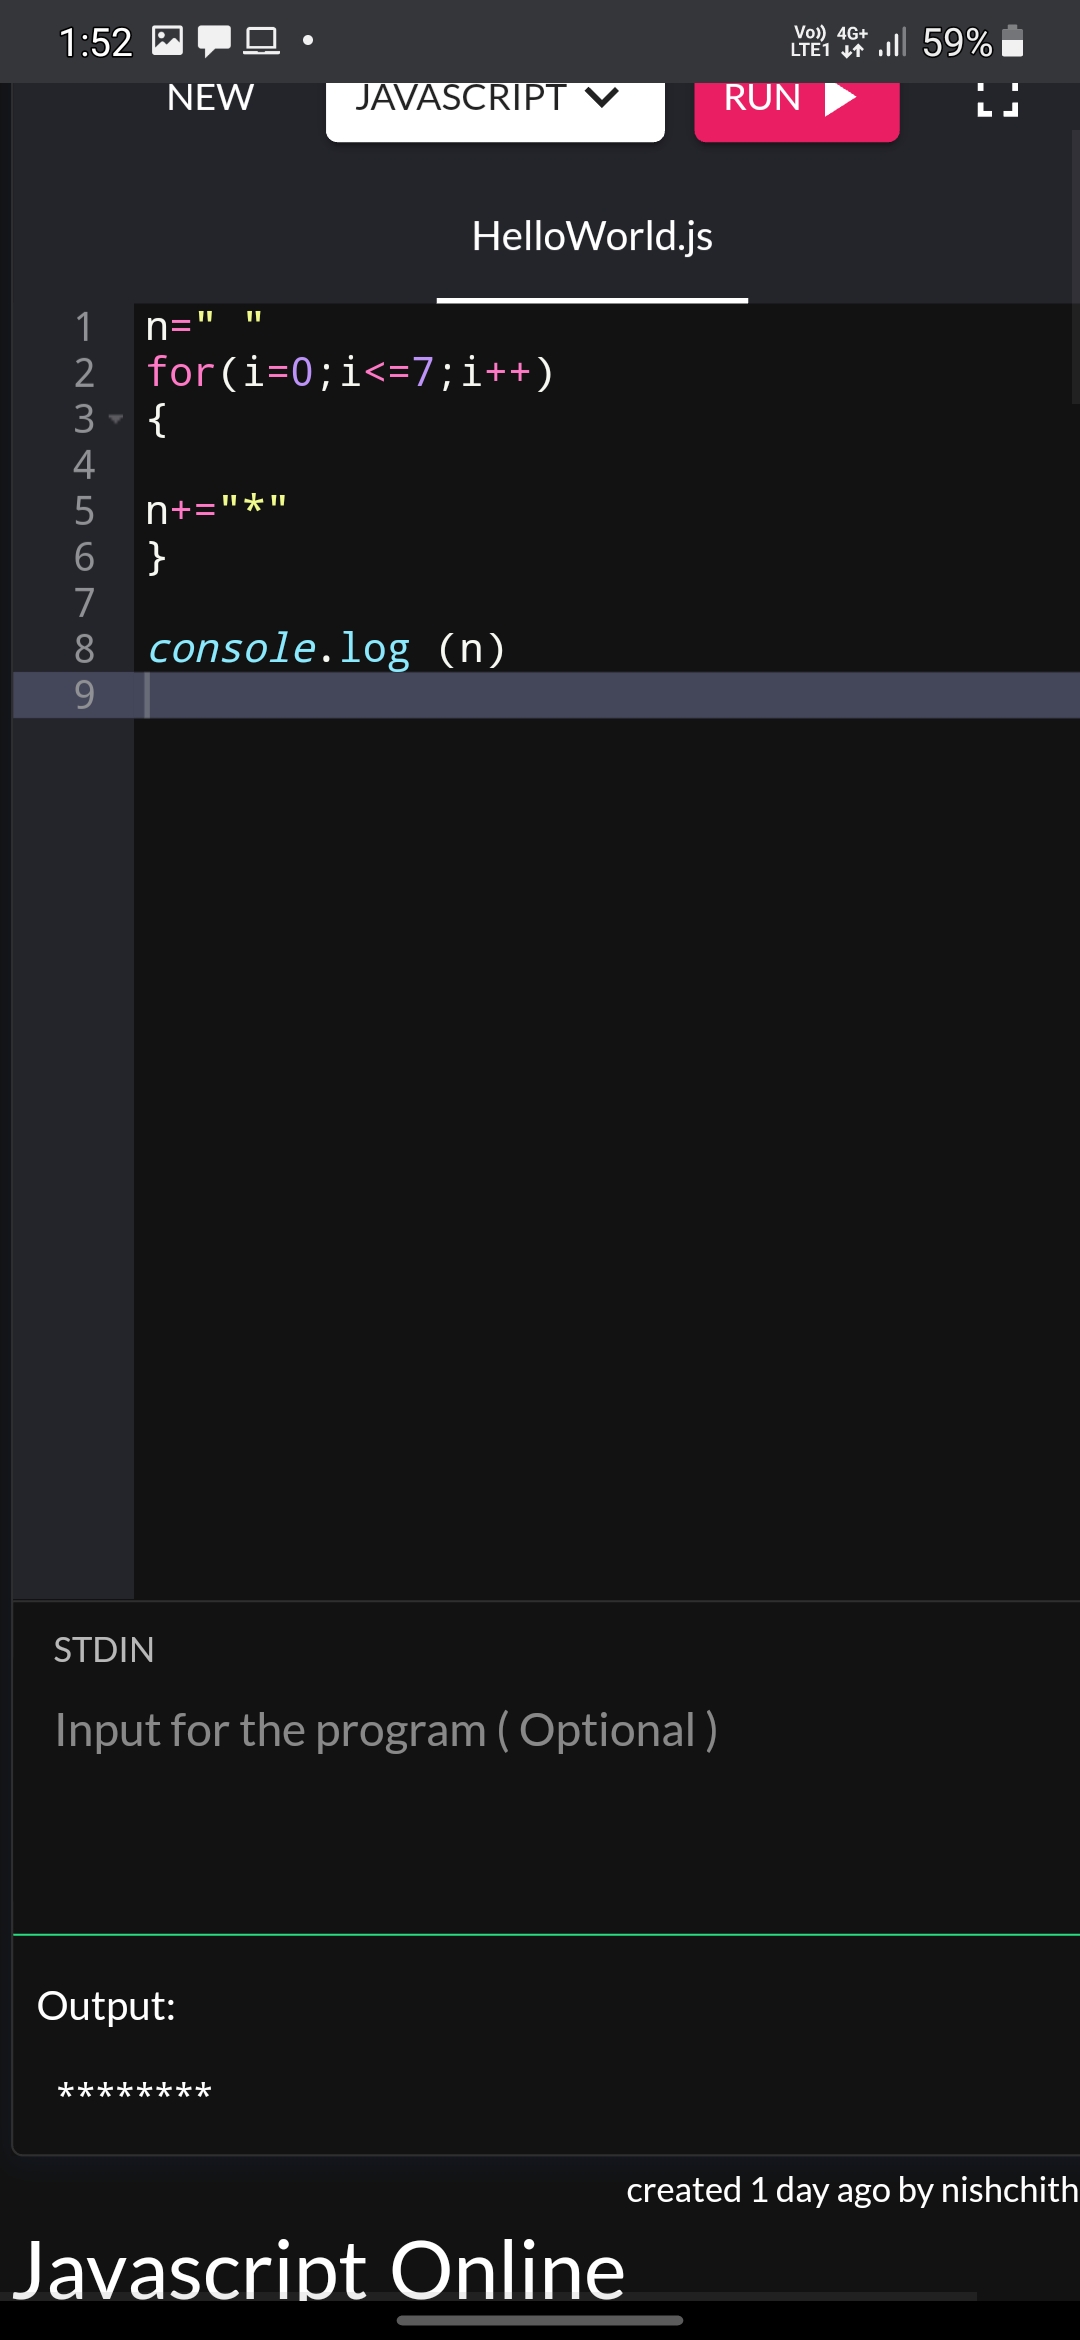 1:52 Vo)) LTE1 4G+ 59%
NEW JAVASCRIPT RUN
HelloWorld.js
1 n=" "
2 for(i=0;i<=7;i++)
3 {
4
5 n+="*"
6 }
7
8 console.log (n)
9
STDIN
Input for the program ( Optional )
Output:
********
created 1 day ago by nishchith
Javascript Online